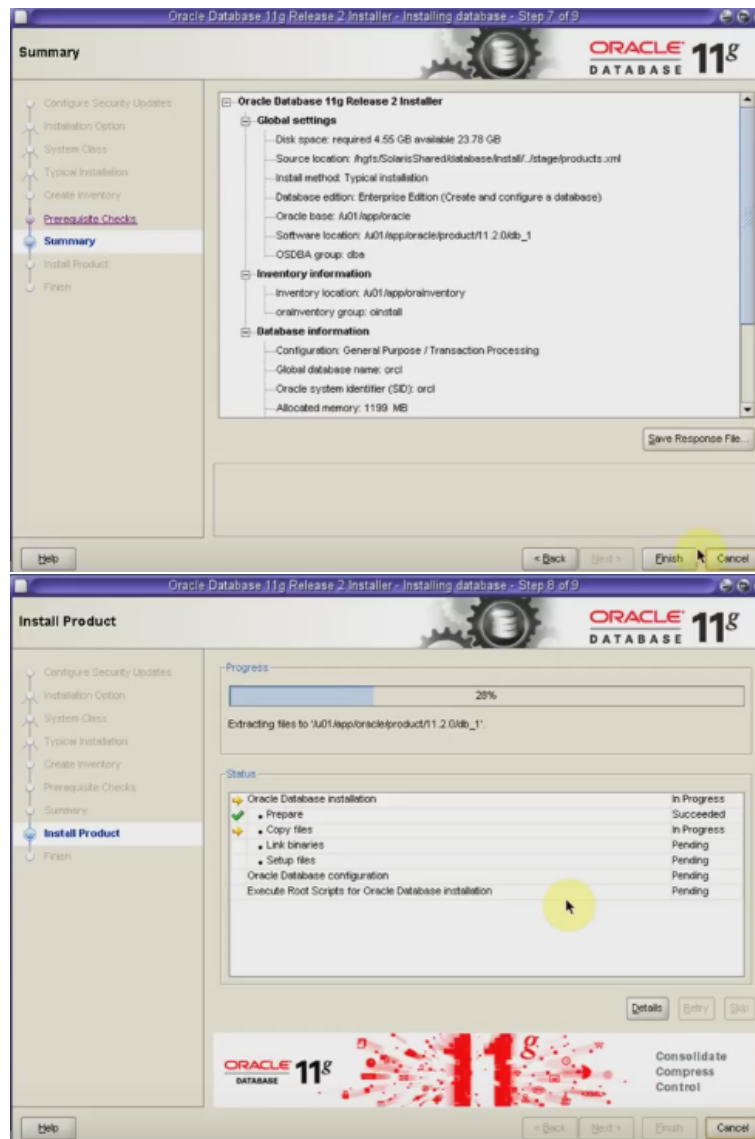 Oracle Database 11g Release 2 Installer - Installing database - Step 7 of 9
Summary
ORACLE
DATABASE 11g
Configure Security Updates
Installation Option
System Class
Typical Installation
Create Inventory
Prerequisite Checks
Summary
Install Product
Finish
Oracle Database 11g Release 2 Installer
Global settings
Disk space: required 4.55 GB available 23.78 GB
Source location: /hgfs/SolarisShared/database/install/../stage/products.xml
Install method: Typical installation
Database edition: Enterprise Edition (Create and configure a database)
Oracle base: /u01/app/oracle
Software location: /u01/app/oracle/product/11.2.0/db_1
OSDBA group: dba
Inventory information
Inventory location: /u01/app/oraInventory
oraInventory group: oinstall
Database information
Configuration: General Purpose / Transaction Processing
Global database name: orcl
Oracle system identifier (SID): orcl
Allocated memory: 1199 MB
Save Response File...
Help
< Back
Next >
Finish
Cancel
Oracle Database 11g Release 2 Installer - Installing database - Step 8 of 9
Install Product
ORACLE
DATABASE 11g
Configure Security Updates
Installation Option
System Class
Typical Installation
Create Inventory
Prerequisite Checks
Summary
Install Product
Finish
Progress
28%
Extracting files to '/u01/app/oracle/product/11.2.0/db_1'.
Status
Oracle Database installation In Progress
• Prepare Succeeded
• Copy files In Progress
• Link binaries Pending
• Setup files Pending
Oracle Database configuration Pending
Execute Root Scripts for Oracle Database installation Pending
Details
Retry
Skip
ORACLE
DATABASE 11g
11g
Consolidate
Compress
Control
Help
< Back
Next >
Finish
Cancel